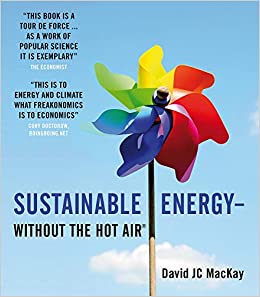 "THIS BOOK IS A
TOUR DE FORCE ...
AS A WORK OF
POPULAR SCIENCE
IT IS EXEMPLARY"
THE ECONOMIST
"THIS IS TO
ENERGY AND CLIMATE
WHAT FREAKONOMICS
IS TO ECONOMICS"
CORY DOCTOROW,
BOINGBOING.NET
SUSTAINABLE ENERGY–
WITHOUT THE HOT AIR®
David JC MacKay